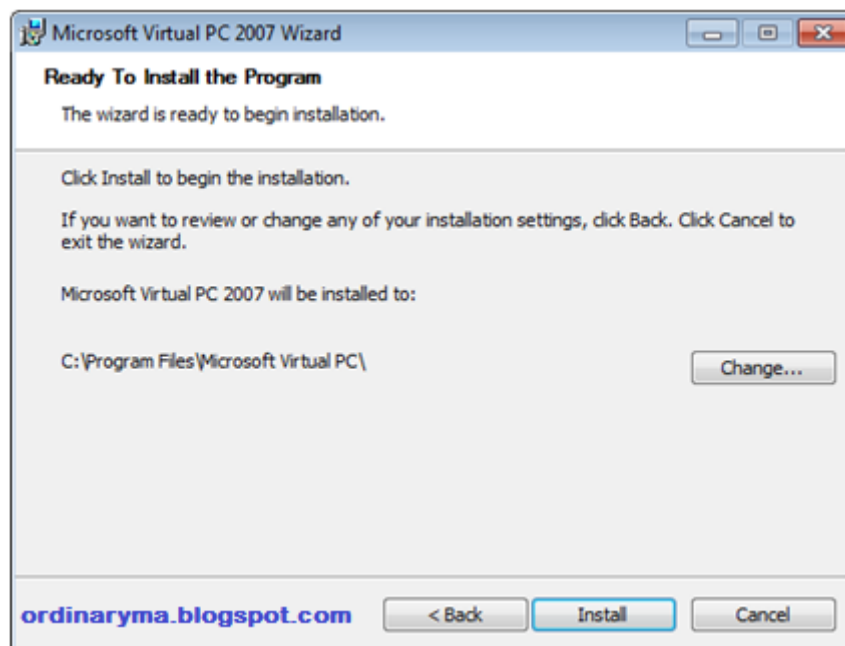 Microsoft Virtual PC 2007 Wizard
Ready To Install the Program
The wizard is ready to begin installation.
Click Install to begin the installation.
If you want to review or change any of your installation settings, click Back. Click Cancel to
exit the wizard.
Microsoft Virtual PC 2007 will be installed to:
C:\Program Files\Microsoft Virtual PC\
Change...
ordinaryma.blogspot.com
< Back
Install
Cancel